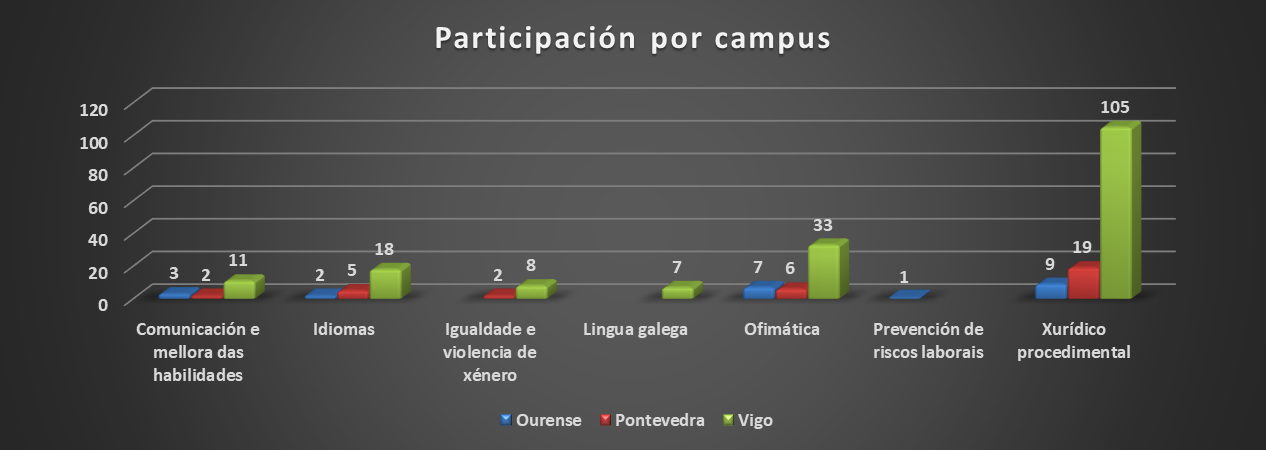 Participación por campus
120
100
80
60
40
20
0
3 2 11
2 5 18
2 8
7
7 6 33
1
9 19 105
Comunicación e
mellora das
habilidades
Idiomas
Igualdade e
violencia de
xénero
Lingua galega
Ofimática
Prevención de
riscos laborais
Xurídico
procedimental
Ourense Pontevedra Vigo